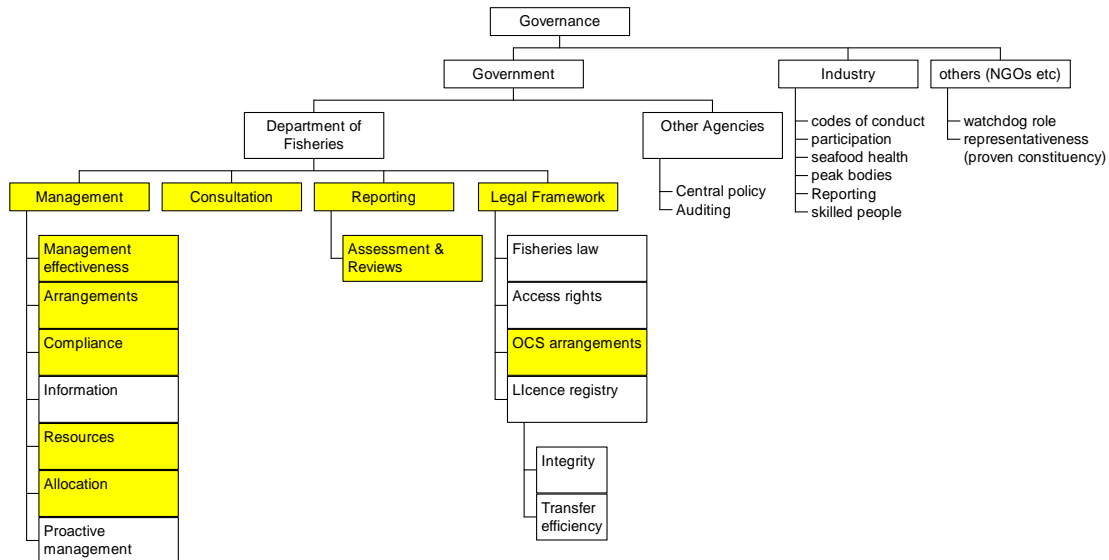 Governance
Government
Industry
others (NGOs etc)
Department of
Fisheries
Other Agencies
codes of conduct
participation
seafood health
peak bodies
Reporting
skilled people
watchdog role
representativeness
(proven constituency)
Central policy
Auditing
Management
Consultation
Reporting
Legal Framework
Management
effectiveness
Arrangements
Compliance
Information
Resources
Allocation
Proactive
management
Assessment &
Reviews
Fisheries law
Access rights
OCS arrangements
LIcence registry
Integrity
Transfer
efficiency